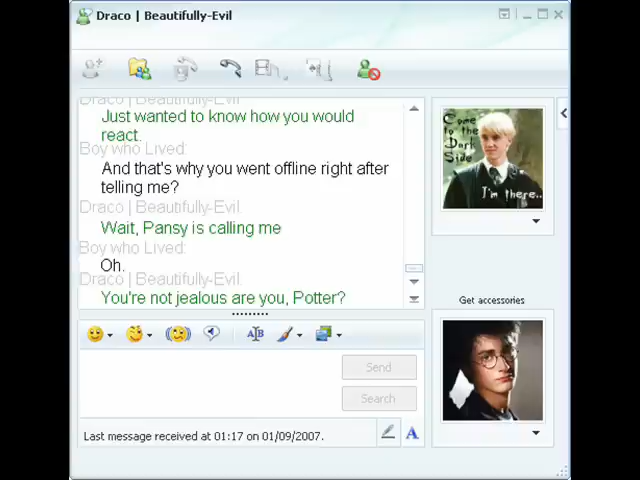 Draco | Beautifully-Evil
Draco | Beautifully-Evil
Just wanted to know how you would
react.
Boy who Lived:
And that's why you went offline right after
telling me?
Draco | Beautifully-Evil:
Wait, Pansy is calling me
Boy who Lived:
Oh.
Draco | Beautifully-Evil:
You're not jealous are you, Potter?
Send
Search
Last message received at 01:17 on 01/09/2007.
A
Come
to the
Dark
Side
I'm there..
Get accessories